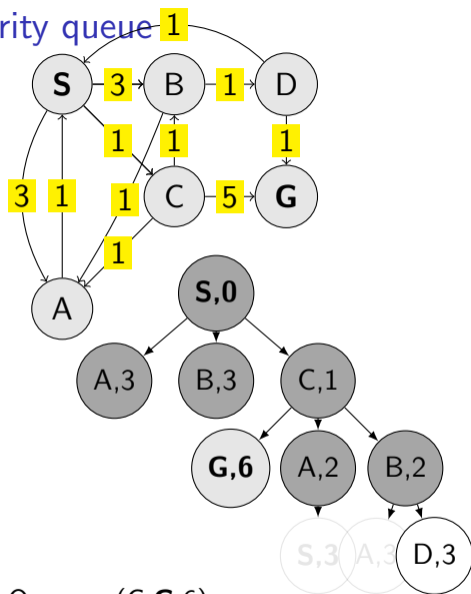 rity queue 1
S 3 B 1 D
1 1 1
3 1 1 C 5 G
1
A
S,0
A,3 B,3 C,1
G,6 A,2 B,2
S,3 A,3 D,3